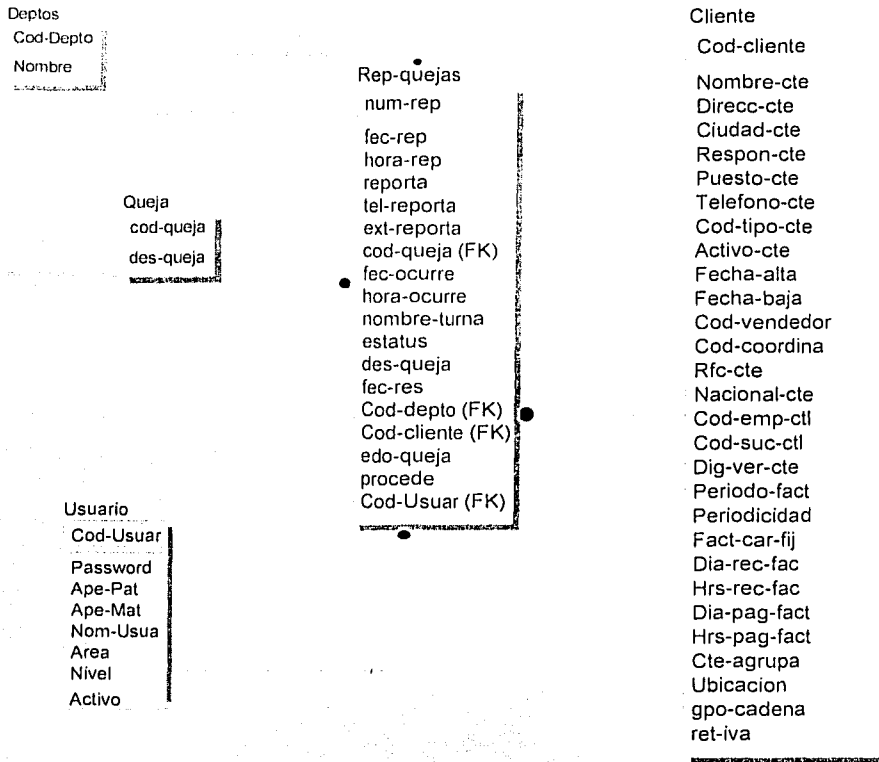 Deptos
Cod-Depto
Nombre
Queja
cod-queja
des-queja
Usuario
Cod-Usuar
Password
Ape-Pat
Ape-Mat
Nom-Usua
Area
Nivel
Activo
Rep-quejas
num-rep
fec-rep
hora-rep
reporta
tel-reporta
ext-reporta
cod-queja (FK)
fec-ocurre
hora-ocurre
nombre-turna
estatus
des-queja
fec-res
Cod-depto (FK)
Cod-cliente (FK)
edo-queja
procede
Cod-Usuar (FK)
Cliente
Cod-cliente
Nombre-cte
Direcc-cte
Ciudad-cte
Respon-cte
Puesto-cte
Telefono-cte
Cod-tipo-cte
Activo-cte
Fecha-alta
Fecha-baja
Cod-vendedor
Cod-coordina
Rfc-cte
Nacional-cte
Cod-emp-ctl
Cod-suc-ctl
Dig-ver-cte
Periodo-fact
Periodicidad
Fact-car-fij
Dia-rec-fac
Hrs-rec-fac
Dia-pag-fact
Hrs-pag-fact
Cte-agrupa
Ubicacion
gpo-cadena
ret-iva